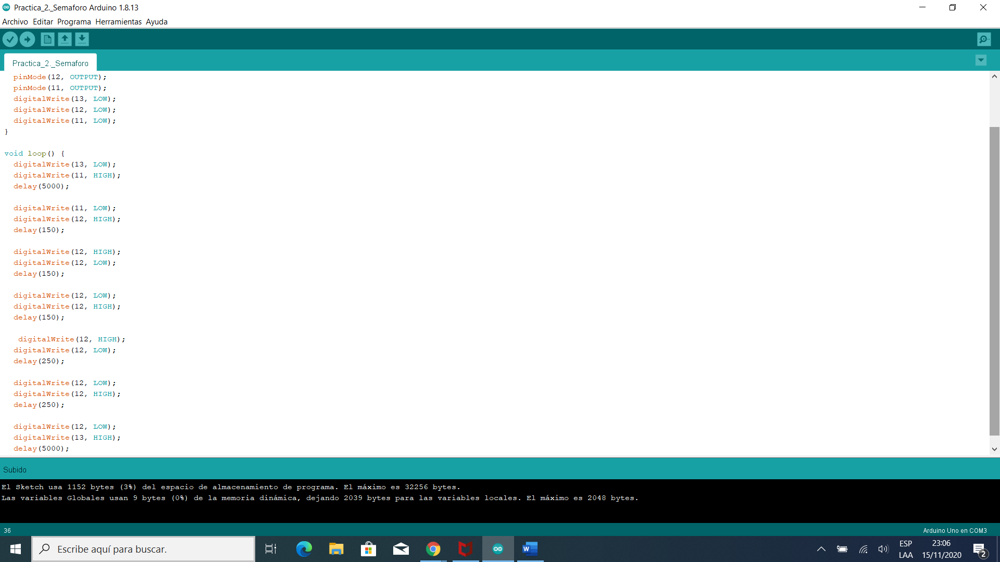 Practica_2._Semaforo Arduino 1.8.13
Archivo Editar Programa Herramientas Ayuda
Practica_2._Semaforo
pinMode(12, OUTPUT);
pinMode(11, OUTPUT);
digitalWrite(13, LOW);
digitalWrite(12, LOW);
digitalWrite(11, LOW);
}
void loop() {
digitalWrite(13, LOW);
digitalWrite(11, HIGH);
delay(5000);
digitalWrite(11, LOW);
digitalWrite(12, HIGH);
delay(150);
digitalWrite(12, HIGH);
digitalWrite(12, LOW);
delay(150);
digitalWrite(12, LOW);
digitalWrite(12, HIGH);
delay(150);
digitalWrite(12, HIGH);
digitalWrite(12, LOW);
delay(250);
digitalWrite(12, LOW);
digitalWrite(12, HIGH);
delay(250);
digitalWrite(12, LOW);
digitalWrite(13, HIGH);
delay(5000);
Subido
El Sketch usa 1152 bytes (3%) del espacio de almacenamiento de programa. El máximo es 32256 bytes.
Las variables Globales usan 9 bytes (0%) de la memoria dinámica, dejando 2039 bytes para las variables locales. El máximo es 2048 bytes.
36
Arduino Uno en COM3
Escribe aquí para buscar.
W
ESP
LAA
23:06
15/11/2020
2